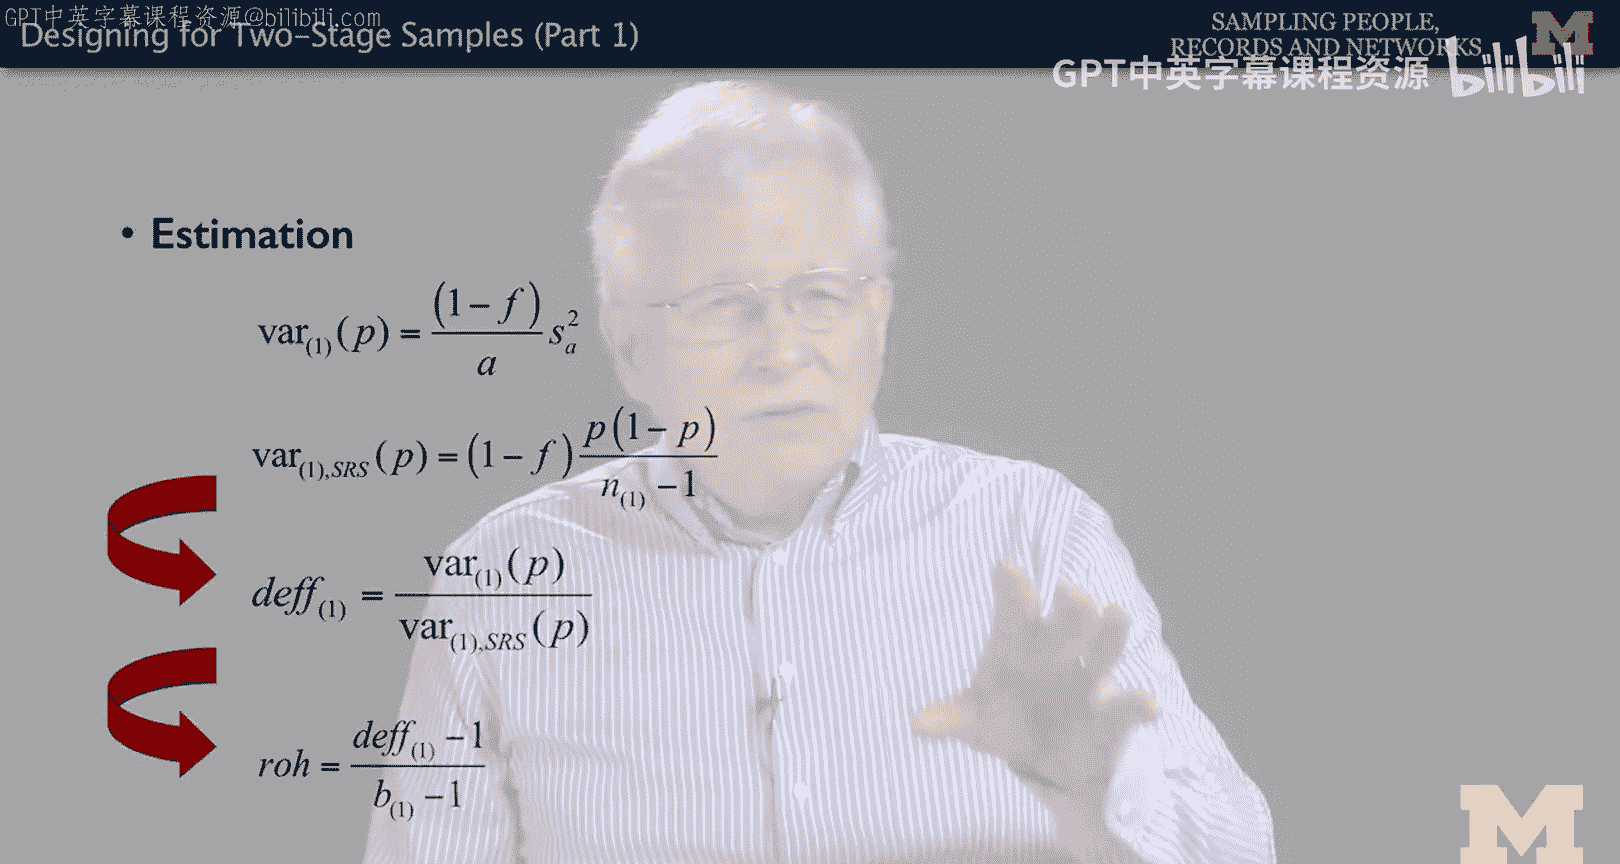 GPT中英字幕课程资源@bilibili.com
Designing for Two-Stage Samples (Part 1)
SAMPLING PEOPLE,
RECORDS AND NETWORKS
M
GPT中英字幕课程资源 bilibili
• Estimation
var₍₁₎(p) = (1 − f) / a s²ₐ
var₍₁₎,SRS(p) = (1 − f) p(1 − p) / n₍₁₎ − 1
deff₍₁₎ = var₍₁₎(p) / var₍₁₎,SRS(p)
roh = deff₍₁₎ − 1 / b₍₁₎ − 1
M